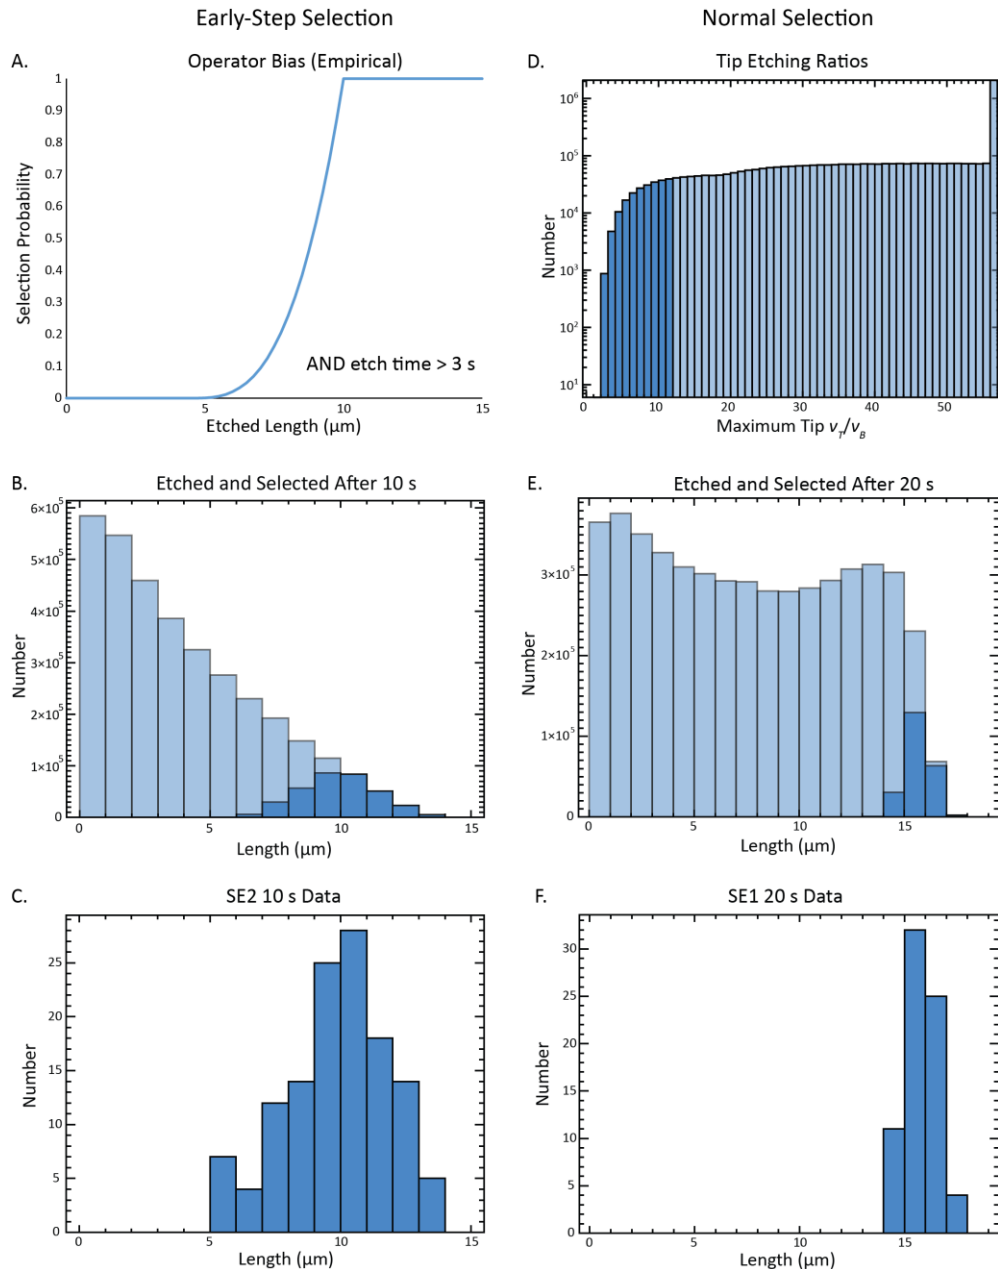 Early-Step Selection
Normal Selection
A.
Operator Bias (Empirical)
1
0.9
0.8
0.7
0.6
0.5
0.4
0.3
0.2
0.1
0
Selection Probability
AND etch time > 3 s
0 5 10 15
Etched Length (µm)
D.
Tip Etching Ratios
10⁶
10⁵
10⁴
10³
10²
10¹
Number
0 10 20 30 40 50
Maximum Tip v_T/v_B
B.
Etched and Selected After 10 s
6×10⁵
5×10⁵
4×10⁵
3×10⁵
2×10⁵
1×10⁵
0
Number
0 5 10 15
Length (µm)
E.
Etched and Selected After 20 s
3×10⁵
2×10⁵
1×10⁵
0
Number
0 5 10 15
Length (µm)
C.
SE2 10 s Data
25
20
15
10
5
0
Number
0 5 10 15
Length (µm)
F.
SE1 20 s Data
30
25
20
15
10
5
0
Number
0 5 10 15
Length (µm)